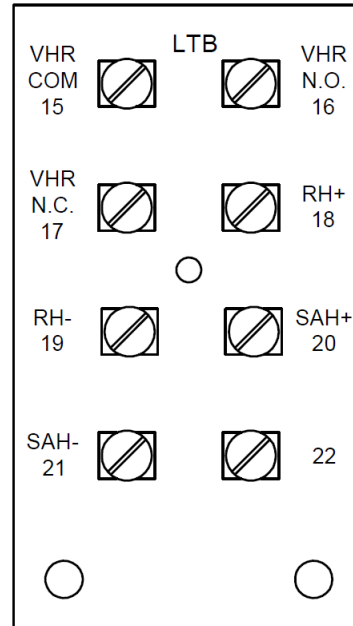 LTB
VHR
COM
15
VHR
N.O.
16
VHR
N.C.
17
RH+
18
RH-
19
SAH+
20
SAH-
21
22